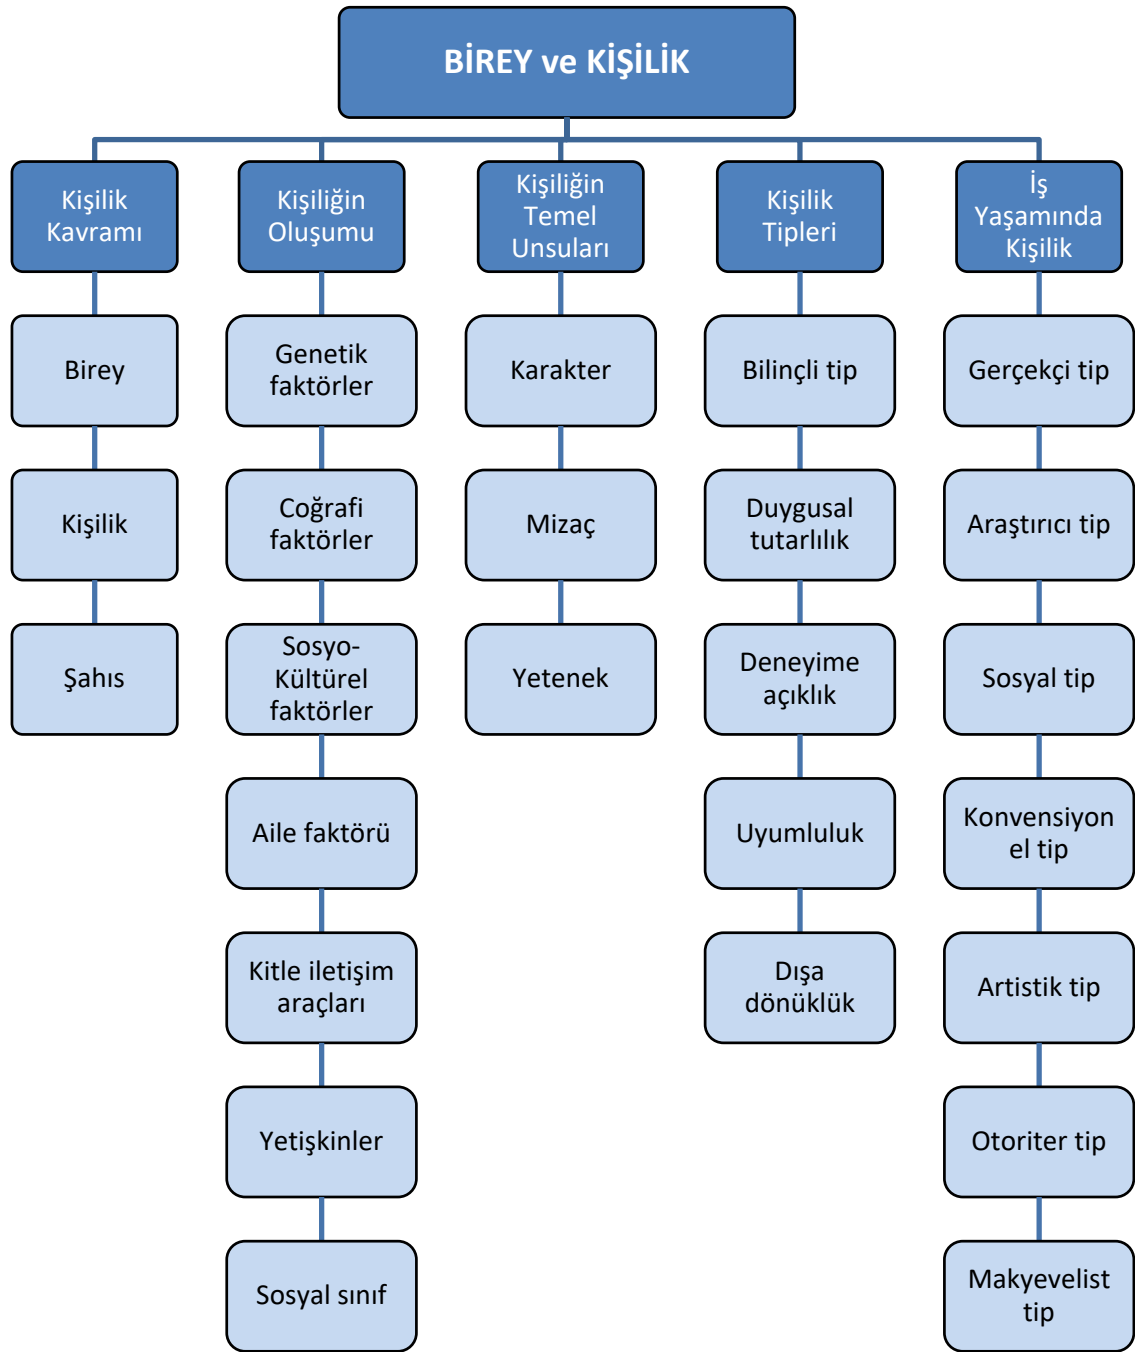 BİREY ve KİŞİLİK
Kişilik
Kavramı
Birey
Kişilik
Şahıs
Kişiliğin
Oluşumu
Genetik
faktörler
Coğrafi
faktörler
Sosyo-
Kültürel
faktörler
Aile faktörü
Kitle iletişim
araçları
Yetişkinler
Sosyal sınıf
Kişiliğin
Temel
Unsuları
Karakter
Mizaç
Yetenek
Kişilik
Tipleri
Bilinçli tip
Duygusal
tutarlılık
Deneyime
açıklık
Uyumluluk
Dışa
dönüklük
İş
Yaşamında
Kişilik
Gerçekçi tip
Araştırıcı tip
Sosyal tip
Konvensiyon
el tip
Artistik tip
Otoriter tip
Makyevelist
tip